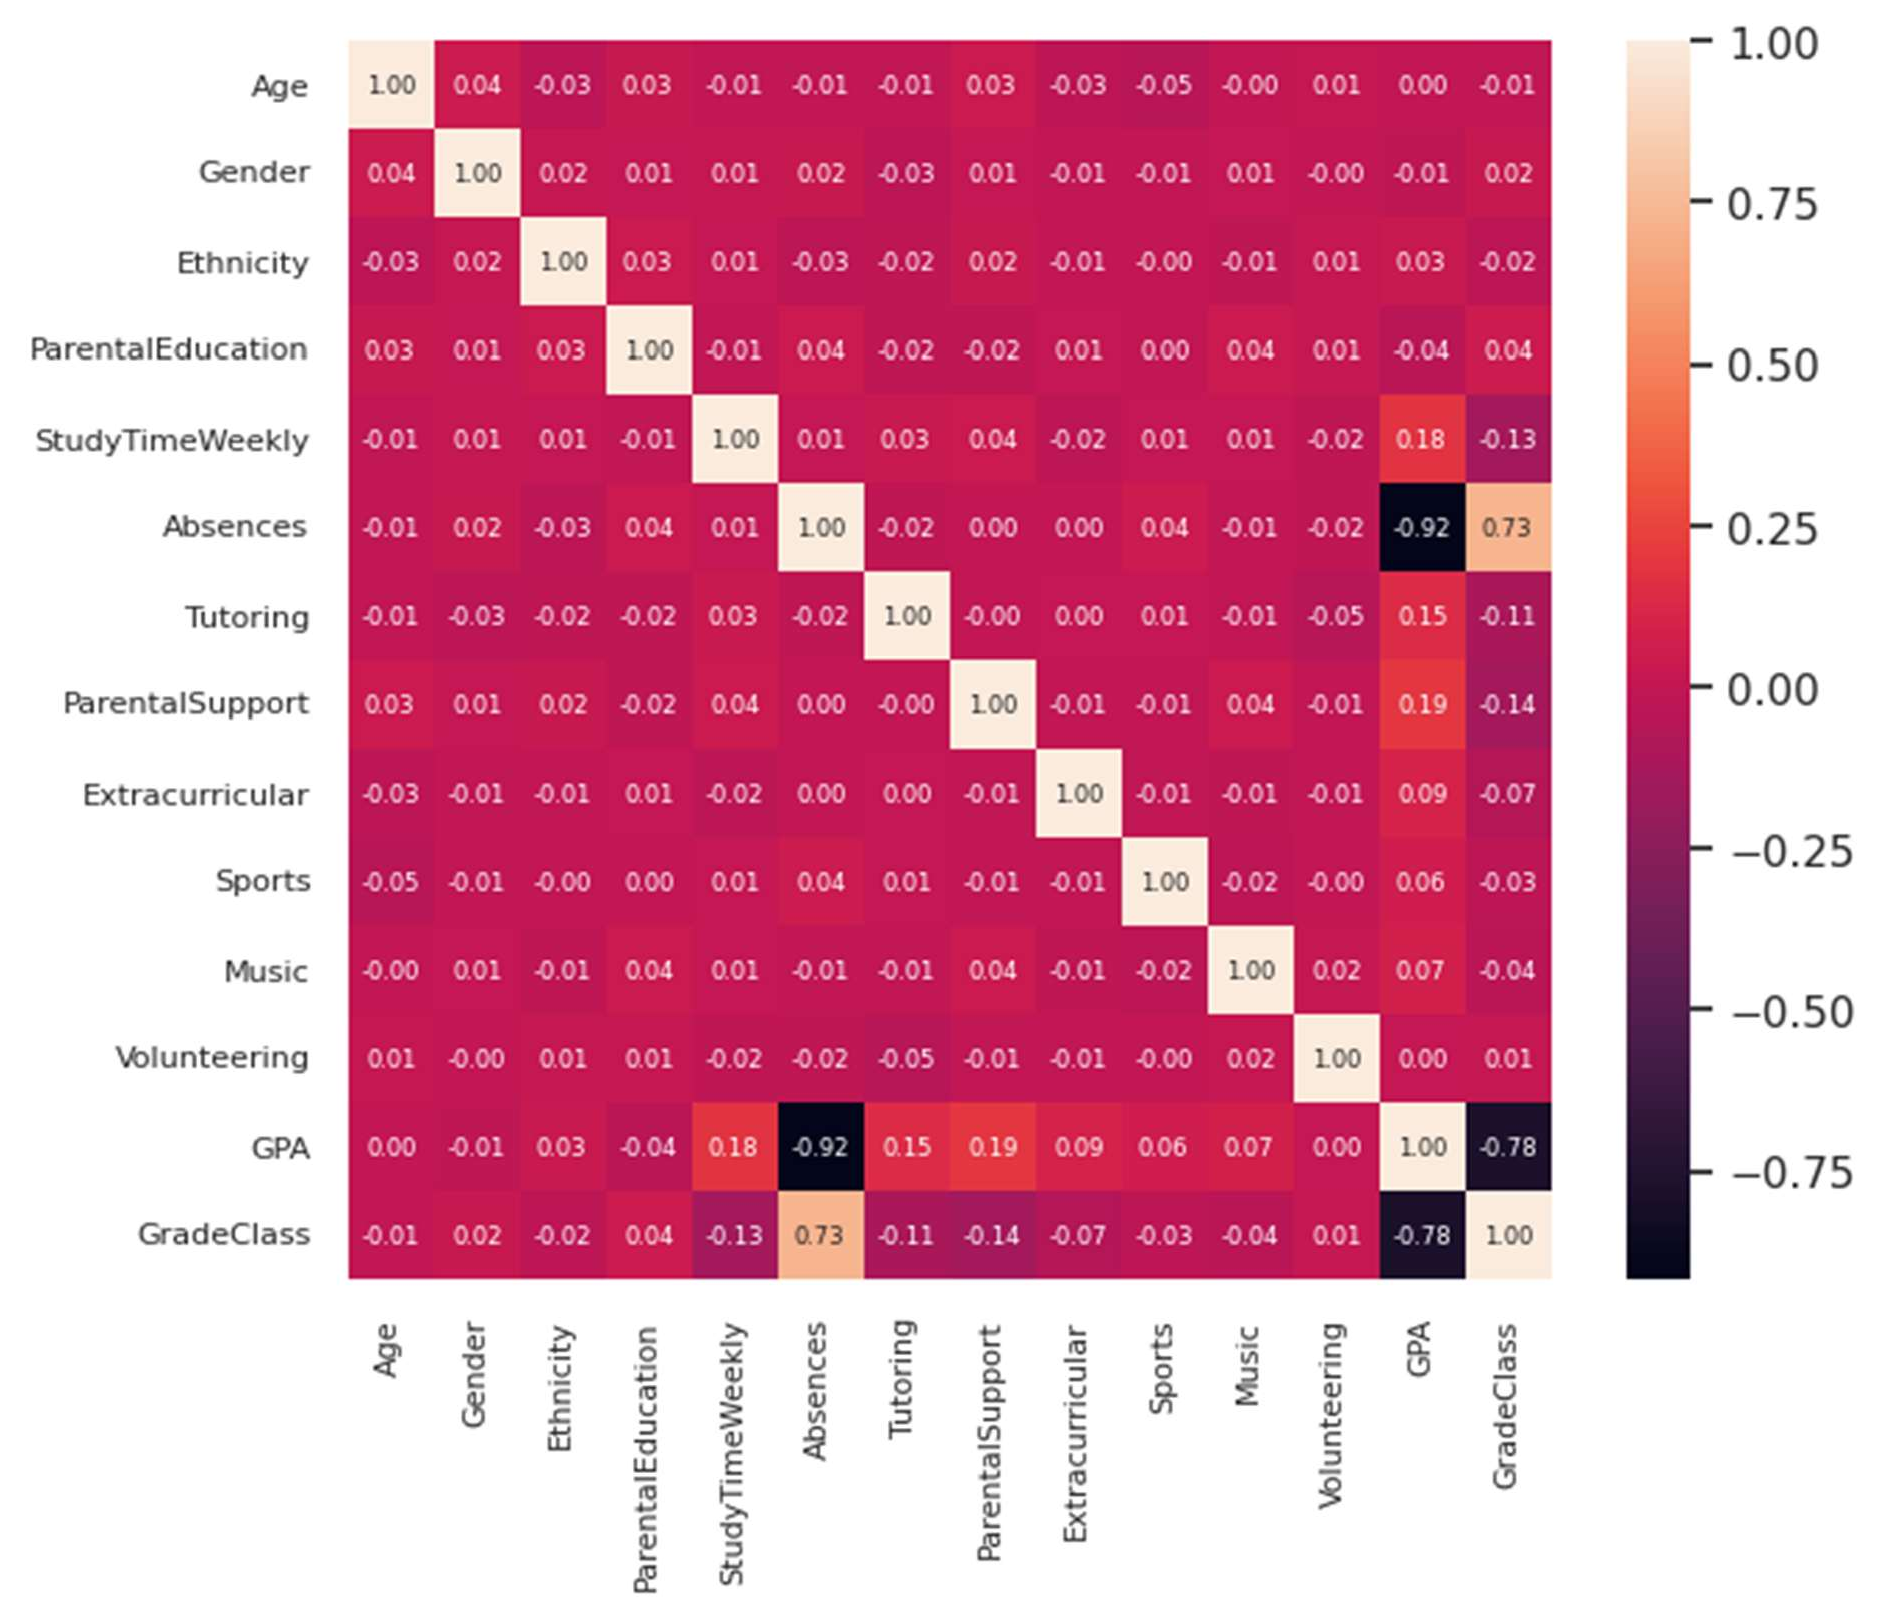 Age 1.00 0.04 -0.03 0.03 -0.01 -0.01 -0.01 0.03 -0.03 -0.05 -0.00 0.01 0.00 -0.01
Gender 0.04 1.00 0.02 0.01 0.01 0.02 -0.03 0.01 -0.01 -0.01 0.01 -0.00 -0.01 0.02
Ethnicity -0.03 0.02 1.00 0.03 0.01 -0.03 -0.02 0.02 -0.01 -0.00 -0.01 0.01 0.03 -0.02
ParentalEducation 0.03 0.01 0.03 1.00 -0.01 0.04 -0.02 -0.02 0.01 0.00 0.04 0.01 -0.04 0.04
StudyTimeWeekly -0.01 0.01 0.01 -0.01 1.00 0.01 0.03 0.04 -0.02 0.01 0.01 -0.02 0.18 -0.13
Absences -0.01 0.02 -0.03 0.04 0.01 1.00 -0.02 0.00 0.00 0.04 -0.01 -0.02 -0.92 0.73
Tutoring -0.01 -0.03 -0.02 -0.02 0.03 -0.02 1.00 -0.00 0.00 0.01 -0.01 -0.05 0.15 -0.11
ParentalSupport 0.03 0.01 0.02 -0.02 0.04 0.00 -0.00 1.00 -0.01 -0.01 0.04 -0.01 0.19 -0.14
Extracurricular -0.03 -0.01 -0.01 0.01 -0.02 0.00 0.00 -0.01 1.00 -0.01 -0.01 -0.01 0.09 -0.07
Sports -0.05 -0.01 -0.00 0.00 0.01 0.04 0.01 -0.01 -0.01 1.00 -0.02 -0.00 0.06 -0.03
Music -0.00 0.01 -0.01 0.04 0.01 -0.01 -0.01 0.04 -0.01 -0.02 1.00 0.02 0.07 -0.04
Volunteering 0.01 -0.00 0.01 0.01 -0.02 -0.02 -0.05 -0.01 -0.01 -0.00 0.02 1.00 0.00 0.01
GPA 0.00 -0.01 0.03 -0.04 0.18 -0.92 0.15 0.19 0.09 0.06 0.07 0.00 1.00 -0.78
GradeClass -0.01 0.02 -0.02 0.04 -0.13 0.73 -0.11 -0.14 -0.07 -0.03 -0.04 0.01 -0.78 1.00
Age
Gender
Ethnicity
ParentalEducation
StudyTimeWeekly
Absences
Tutoring
ParentalSupport
Extracurricular
Sports
Music
Volunteering
GPA
GradeClass
1.00
0.75
0.50
0.25
0.00
−0.25
−0.50
−0.75